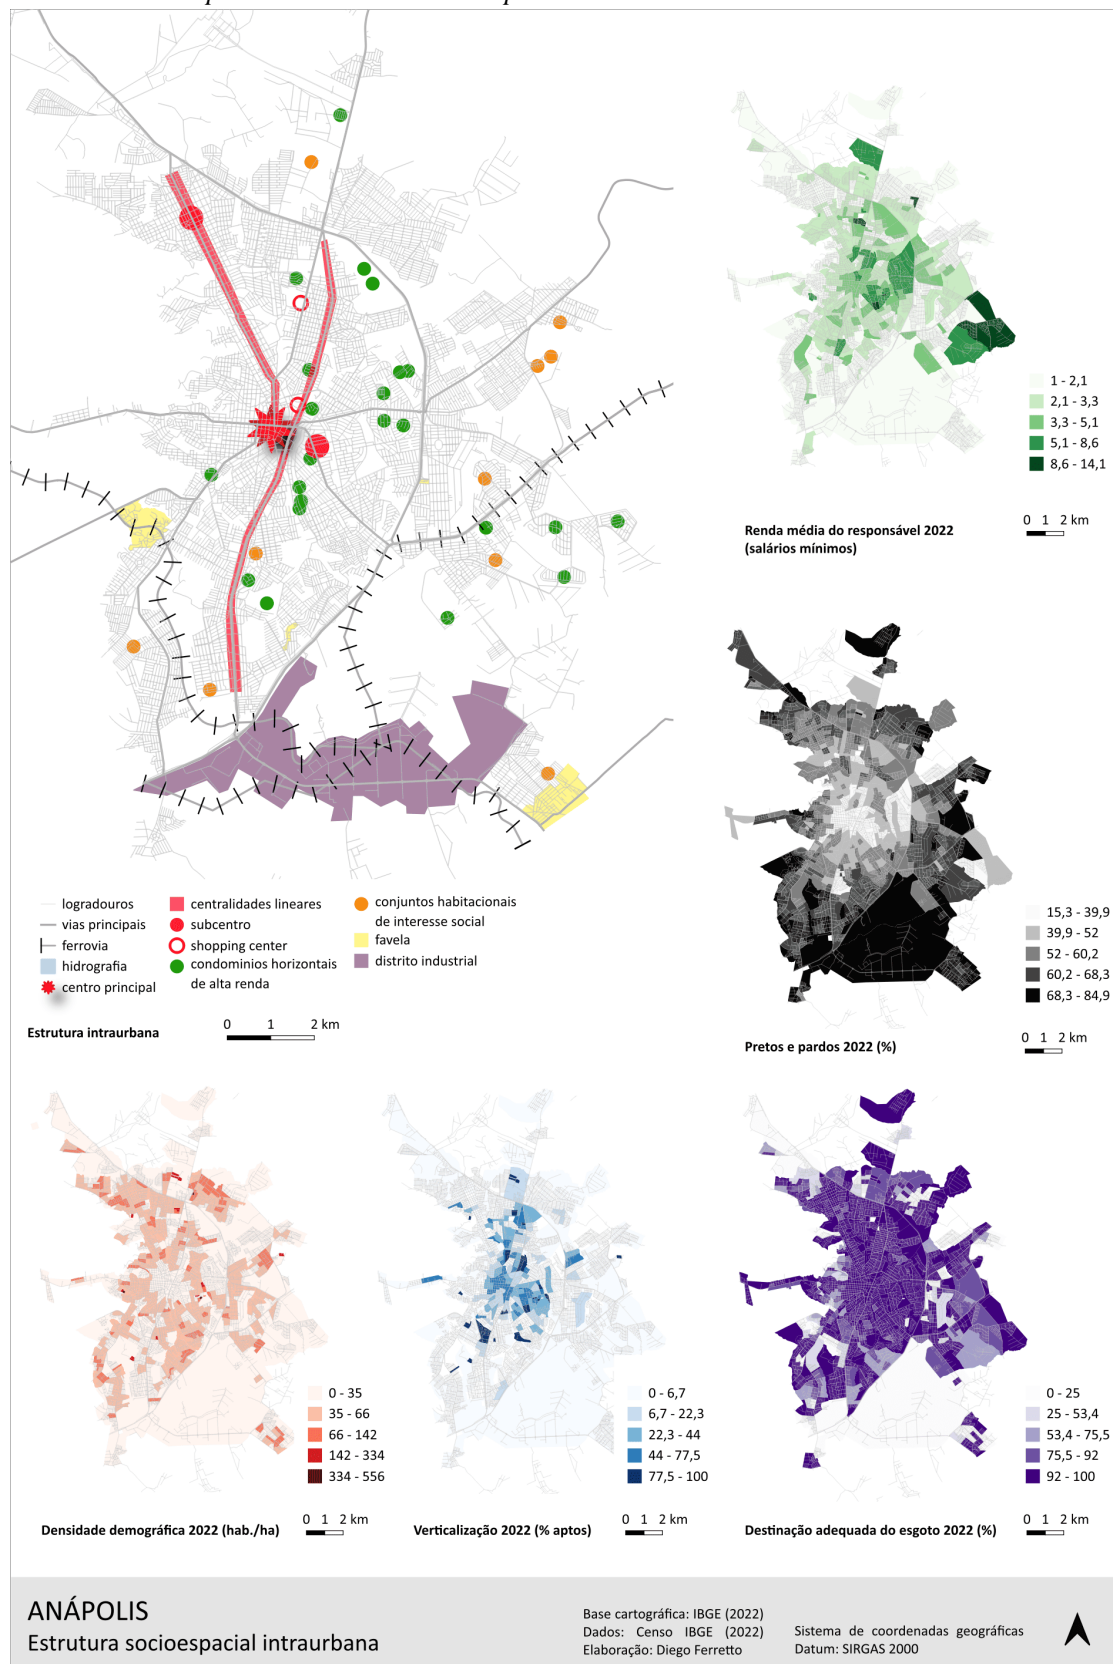 1 - 2,1
2,1 - 3,3
3,3 - 5,1
5,1 - 8,6
8,6 - 14,1
Renda média do responsável 2022
(salários mínimos)
0 1 2 km
logradouros
vias principais
ferrovia
hidrografia
centro principal
centralidades lineares
subcentro
shopping center
condominios horizontais
de alta renda
conjuntos habitacionais
de interesse social
favela
distrito industrial
Estrutura intraurbana
0 1 2 km
15,3 - 39,9
39,9 - 52
52 - 60,2
60,2 - 68,3
68,3 - 84,9
Pretos e pardos 2022 (%)
0 1 2 km
0 - 35
35 - 66
66 - 142
142 - 334
334 - 556
Densidade demográfica 2022 (hab./ha)
0 1 2 km
0 - 6,7
6,7 - 22,3
22,3 - 44
44 - 77,5
77,5 - 100
Verticalização 2022 (% aptos)
0 1 2 km
0 - 25
25 - 53,4
53,4 - 75,5
75,5 - 92
92 - 100
Destinação adequada do esgoto 2022 (%)
0 1 2 km
ANÁPOLIS
Estrutura socioespacial intraurbana
Base cartográfica: IBGE (2022)
Dados: Censo IBGE (2022)
Elaboração: Diego Ferretto
Sistema de coordenadas geográficas
Datum: SIRGAS 2000